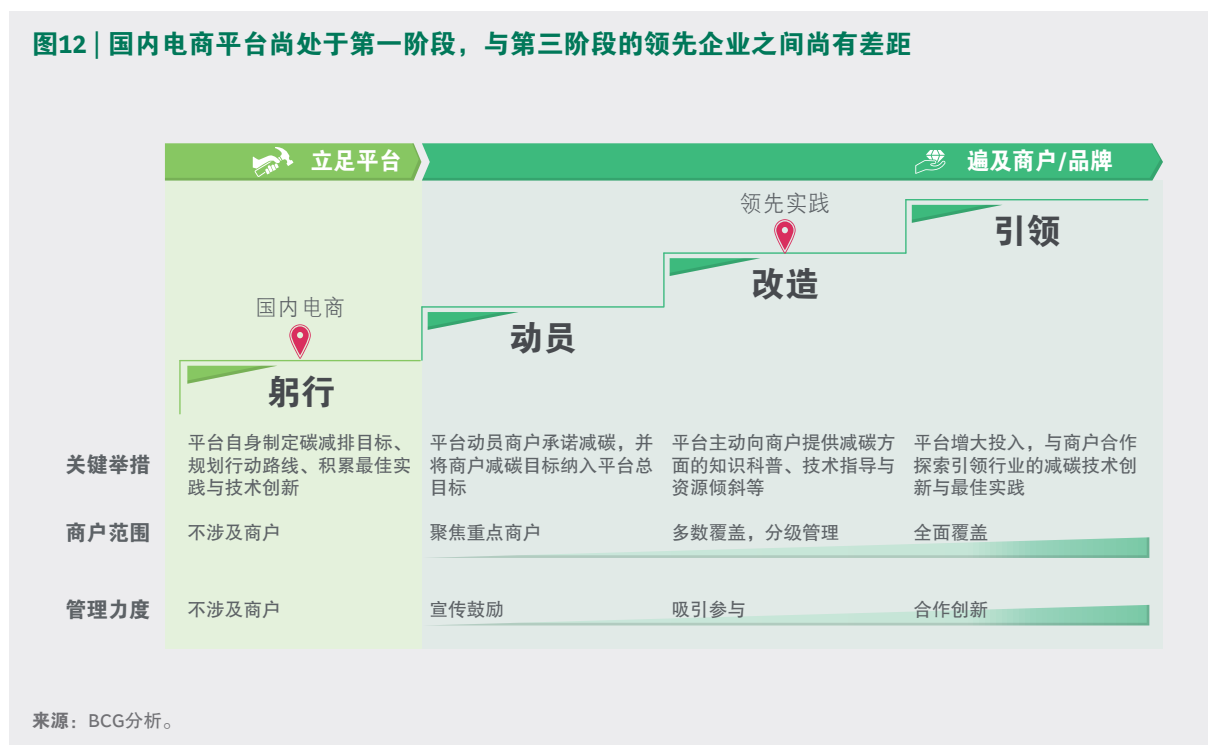 图12 | 国内电商平台尚处于第一阶段，与第三阶段的领先企业之间尚有差距
立足平台
遍及商户/品牌
领先实践
引领
改造
国内电商
动员
躬行
关键举措
平台自身制定碳减排目标、
规划行动路线、积累最佳实
践与技术创新
平台动员商户承诺减碳，并
将商户减碳目标纳入平台总
目标
平台主动向商户提供减碳方
面的知识科普、技术指导与
资源倾斜等
平台增大投入，与商户合作
探索引领行业的减碳技术创
新与最佳实践
商户范围
不涉及商户
聚焦重点商户
多数覆盖，分级管理
全面覆盖
管理力度
不涉及商户
宣传鼓励
吸引参与
合作创新
来源：BCG分析。